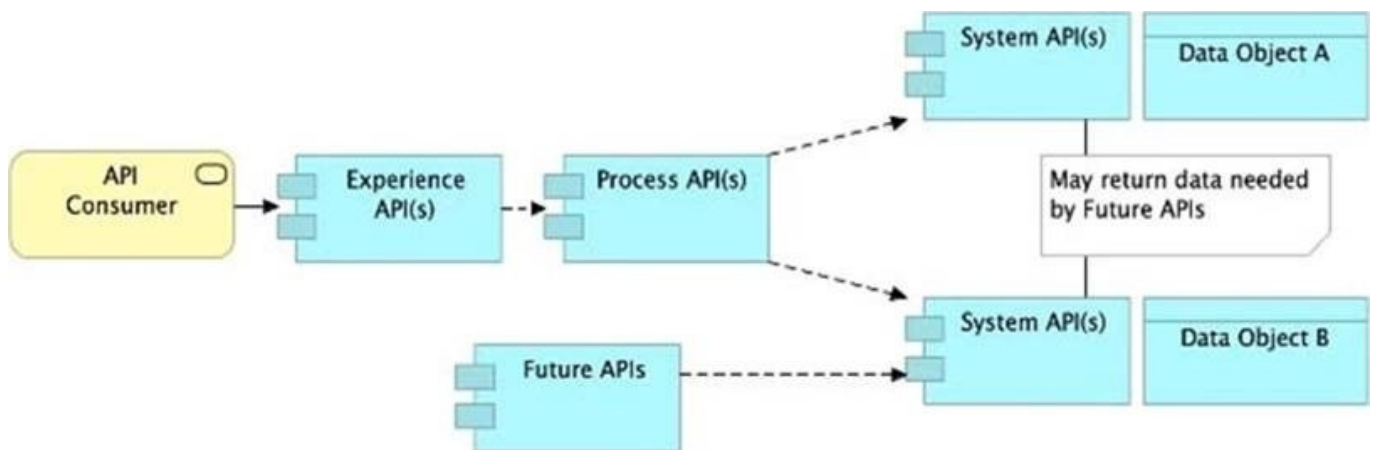 System API(s)
Data Object A
API
Consumer
Experience
API(s)
Process API(s)
May return data needed
by Future APIs
System API(s)
Data Object B
Future APIs